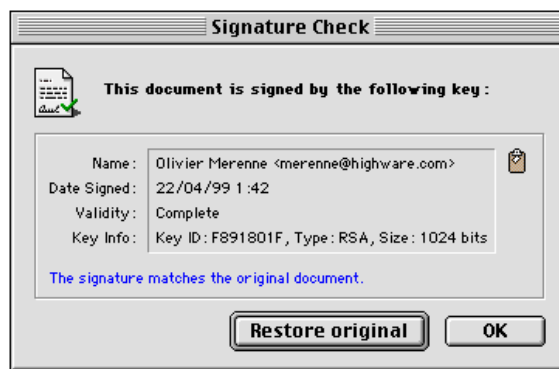 Signature Check
This document is signed by the following key :
Name : Olivier Merenne <merenne@highware.com>
Date Signed : 22/04/99 1 :42
Validity : Complete
Key Info : Key ID : F891801F, Type : RSA, Size : 1024 bits
The signature matches the original document.
Restore original OK